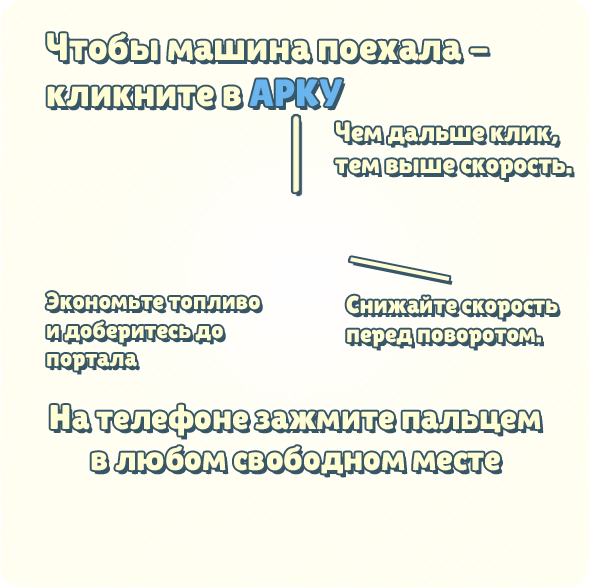 Чтобы машина поехала –
кликните в АРКУ
Чем дальше клик,
тем выше скорость.
Экономьте топливо
и доберитесь до
портала
Снижайте скорость
перед поворотом.
На телефоне зажмите пальцем
в любом свободном месте